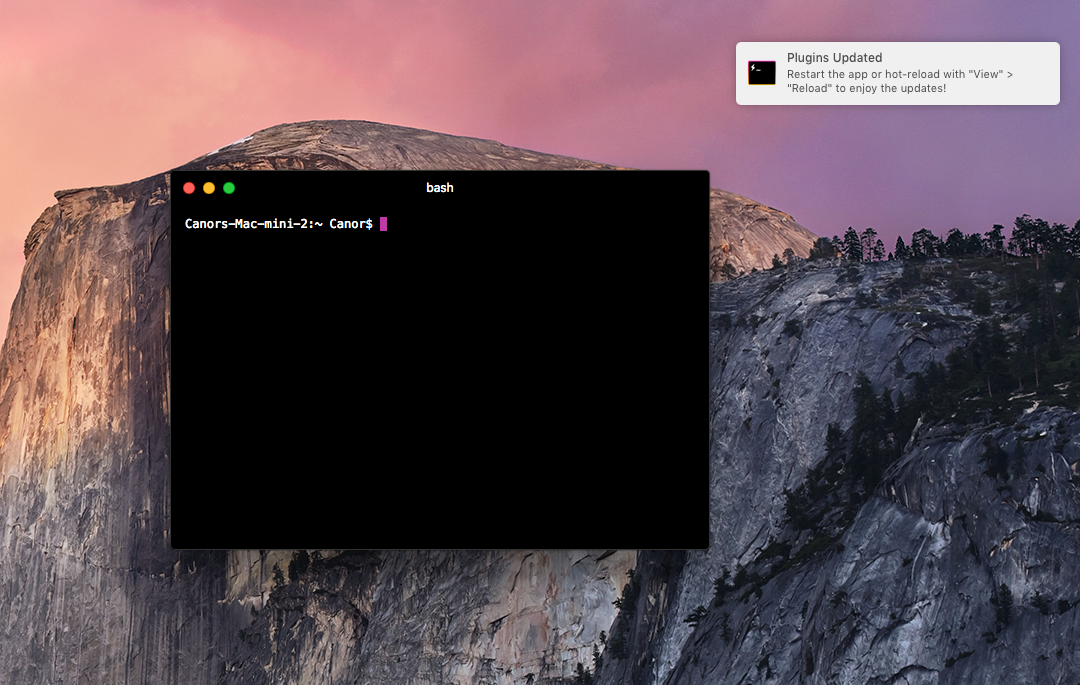 Plugins Updated
Restart the app or hot-reload with "View" >
"Reload" to enjoy the updates!
bash
Canors-Mac-mini-2:~ Canor$